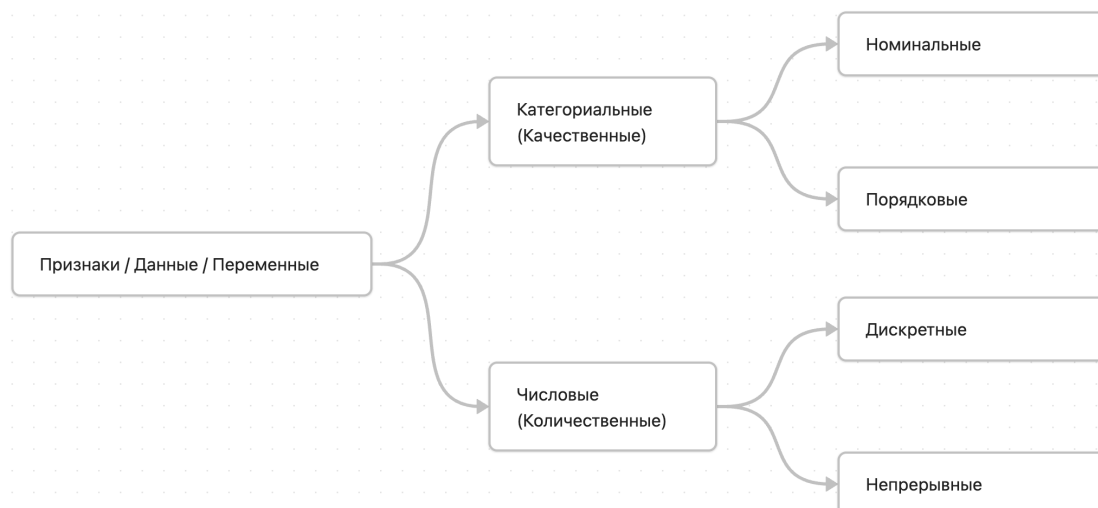 Номинальные
Категориальные
(Качественные)
Порядковые
Признаки / Данные / Переменные
Дискретные
Числовые
(Количественные)
Непрерывные